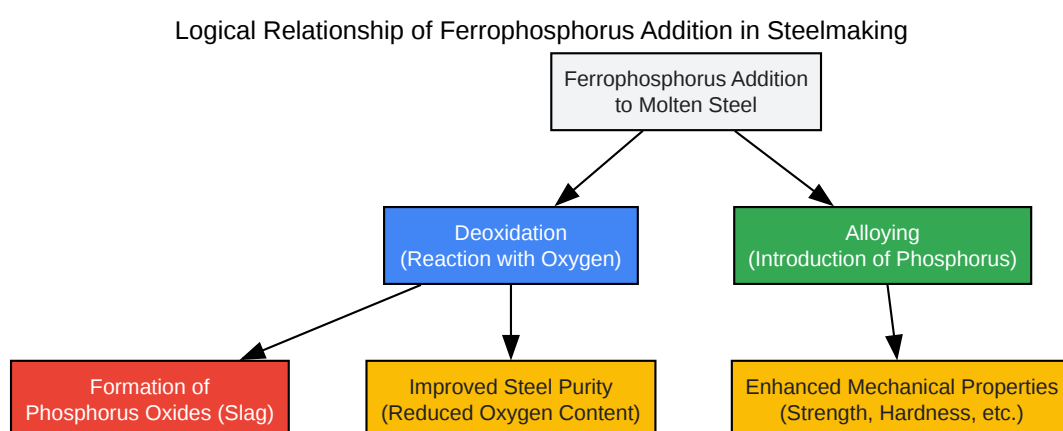 Logical Relationship of Ferrophosphorus Addition in Steelmaking
Ferrophosphorus Addition
to Molten Steel
Deoxidation
(Reaction with Oxygen)
Alloying
(Introduction of Phosphorus)
Formation of
Phosphorus Oxides (Slag)
Improved Steel Purity
(Reduced Oxygen Content)
Enhanced Mechanical Properties
(Strength, Hardness, etc.)